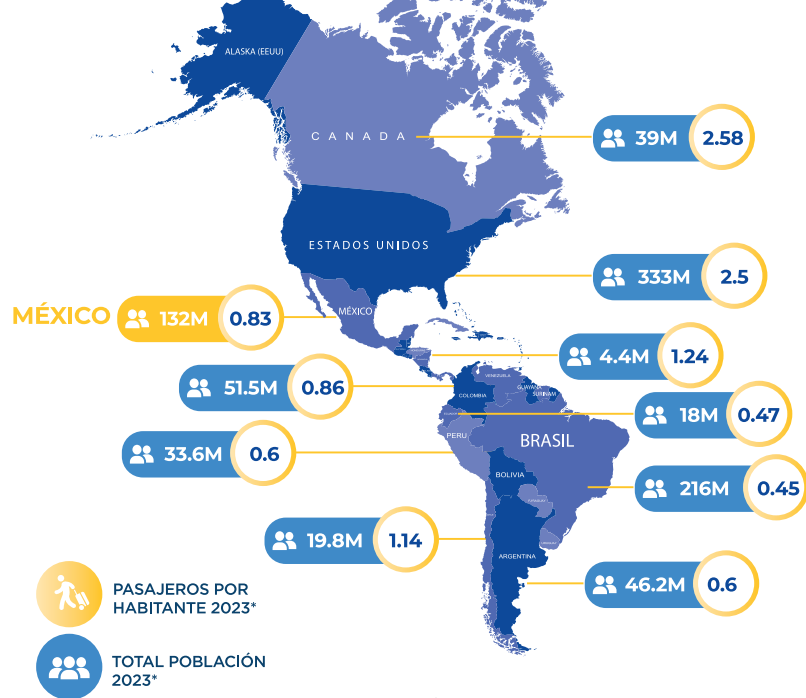 ALASKA (EEUU)
CANADA
39M 2.58
ESTADOS UNIDOS
333M 2.5
MÉXICO 132M 0.83
MÉXICO
4.4M 1.24
VENEZUELA
GUAYANA
SURINAM
51.5M 0.86
COLOMBIA
18M 0.47
PERU
BRASIL
33.6M 0.6
BOLIVIA
216M 0.45
19.8M 1.14
ARGENTINA
46.2M 0.6
PASAJEROS POR
HABITANTE 2023*
TOTAL POBLACIÓN
2023*